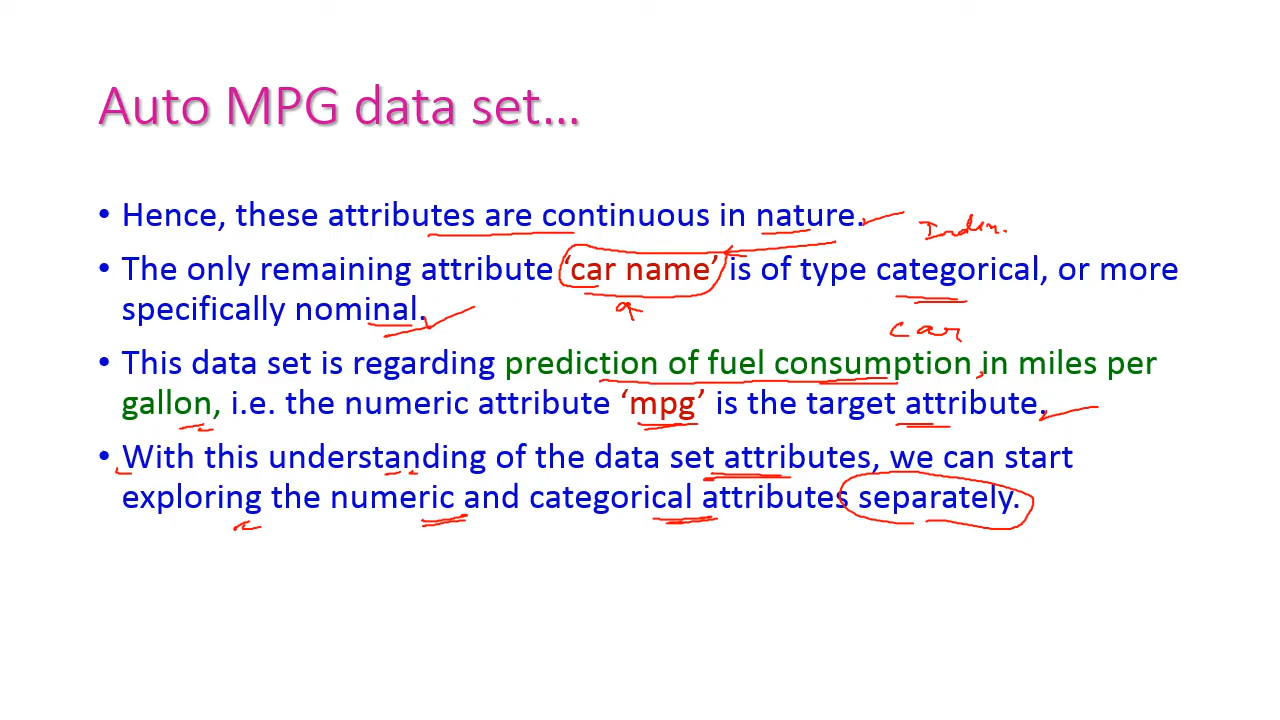 Auto MPG data set…
• Hence, these attributes are continuous in nature.
• The only remaining attribute ‘car name’ is of type categorical, or more
specifically nominal.
car
• This data set is regarding prediction of fuel consumption in miles per
gallon, i.e. the numeric attribute ‘mpg’ is the target attribute.
• With this understanding of the data set attributes, we can start
exploring the numeric and categorical attributes separately.